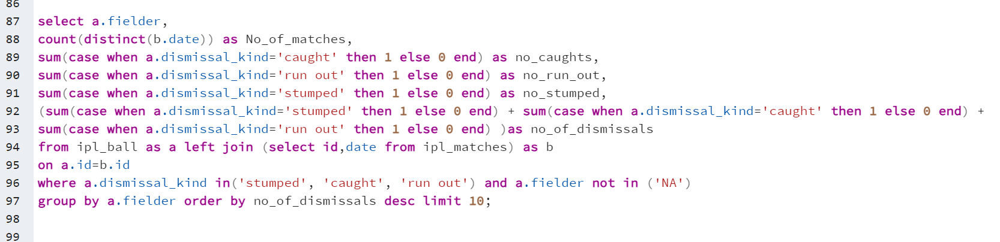 86
87 select a.fielder,
88 count(distinct(b.date)) as No_of_matches,
89 sum(case when a.dismissal_kind='caught' then 1 else 0 end) as no_caughts,
90 sum(case when a.dismissal_kind='run out' then 1 else 0 end) as no_run_out,
91 sum(case when a.dismissal_kind='stumped' then 1 else 0 end) as no_stumped,
92 (sum(case when a.dismissal_kind='stumped' then 1 else 0 end) + sum(case when a.dismissal_kind='caught' then 1 else 0 end) +
93 sum(case when a.dismissal_kind='run out' then 1 else 0 end) )as no_of_dismissals
94 from ipl_ball as a left join (select id,date from ipl_matches) as b
95 on a.id=b.id
96 where a.dismissal_kind in('stumped', 'caught', 'run out') and a.fielder not in ('NA')
97 group by a.fielder order by no_of_dismissals desc limit 10;
98
99